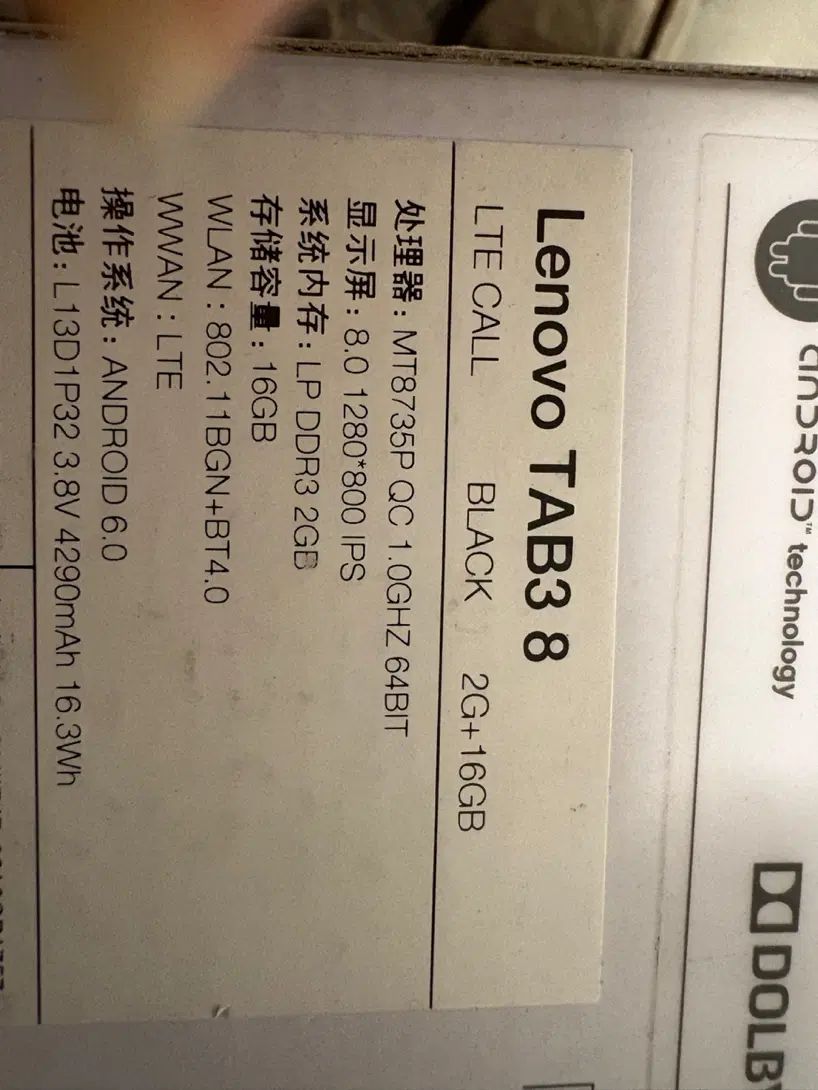 ANDROID™ technology
DOLB
Lenovo TAB3 8
LTE CALL BLACK 2G+16GB
处理器：MT8735P QC 1.0GHZ 64BIT
显示屏：8.0 1280*800 IPS
系统内存：LP DDR3 2GB
存储容量：16GB
WLAN：802.11BGN+BT4.0
WWAN：LTE
操作系统：ANDROID 6.0
电池：L13D1P32 3.8V 4290mAh 16.3Wh